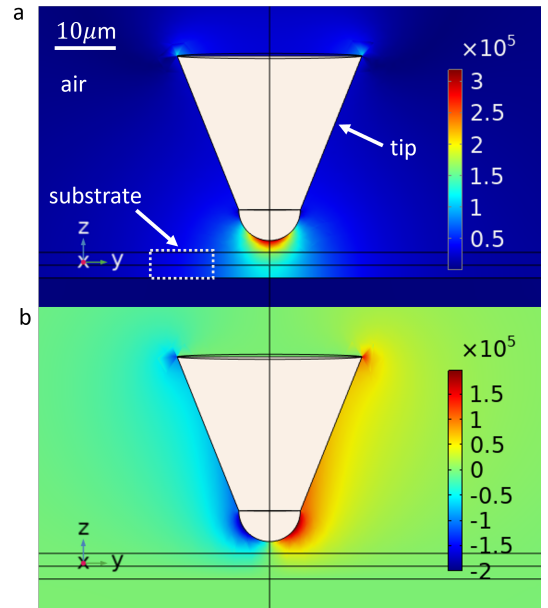 a
10μm
×10⁵
air
3
2.5
2
1.5
1
0.5
tip
substrate
z
x y
b
×10⁵
1.5
1
0.5
0
-0.5
-1
-1.5
-2
z
x y